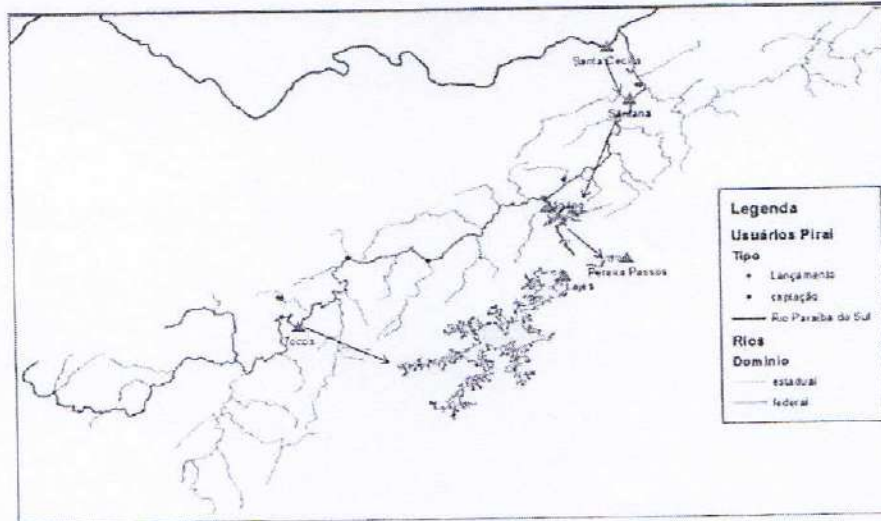 Santa Cecília
Santana
Pereira Passos
Lajes
Tocos
Legenda
Usuários Piraí
Tipo
Lançamento
captação
Rio Paraíba do Sul
Rios
Domínio
estadual
federal